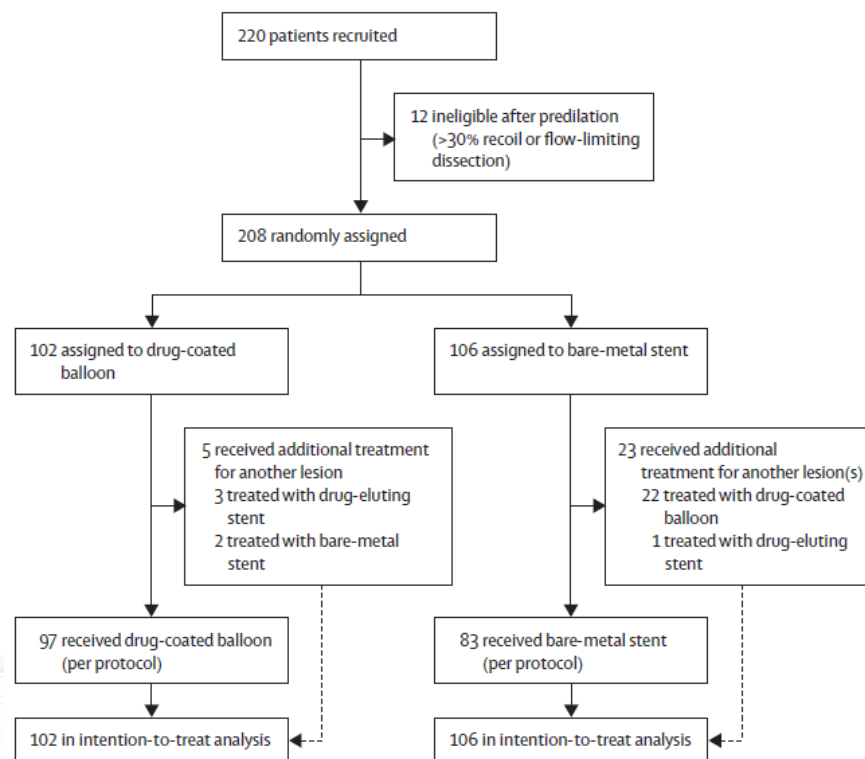 220 patients recruited
12 ineligible after predilation
(>30% recoil or flow-limiting
dissection)
208 randomly assigned
102 assigned to drug-coated
balloon
106 assigned to bare-metal stent
5 received additional treatment
for another lesion
3 treated with drug-eluting
stent
2 treated with bare-metal
stent
23 received additional
treatment for another lesion(s)
22 treated with drug-coated
balloon
1 treated with drug-eluting
stent
97 received drug-coated balloon
(per protocol)
83 received bare-metal stent
(per protocol)
102 in intention-to-treat analysis
106 in intention-to-treat analysis